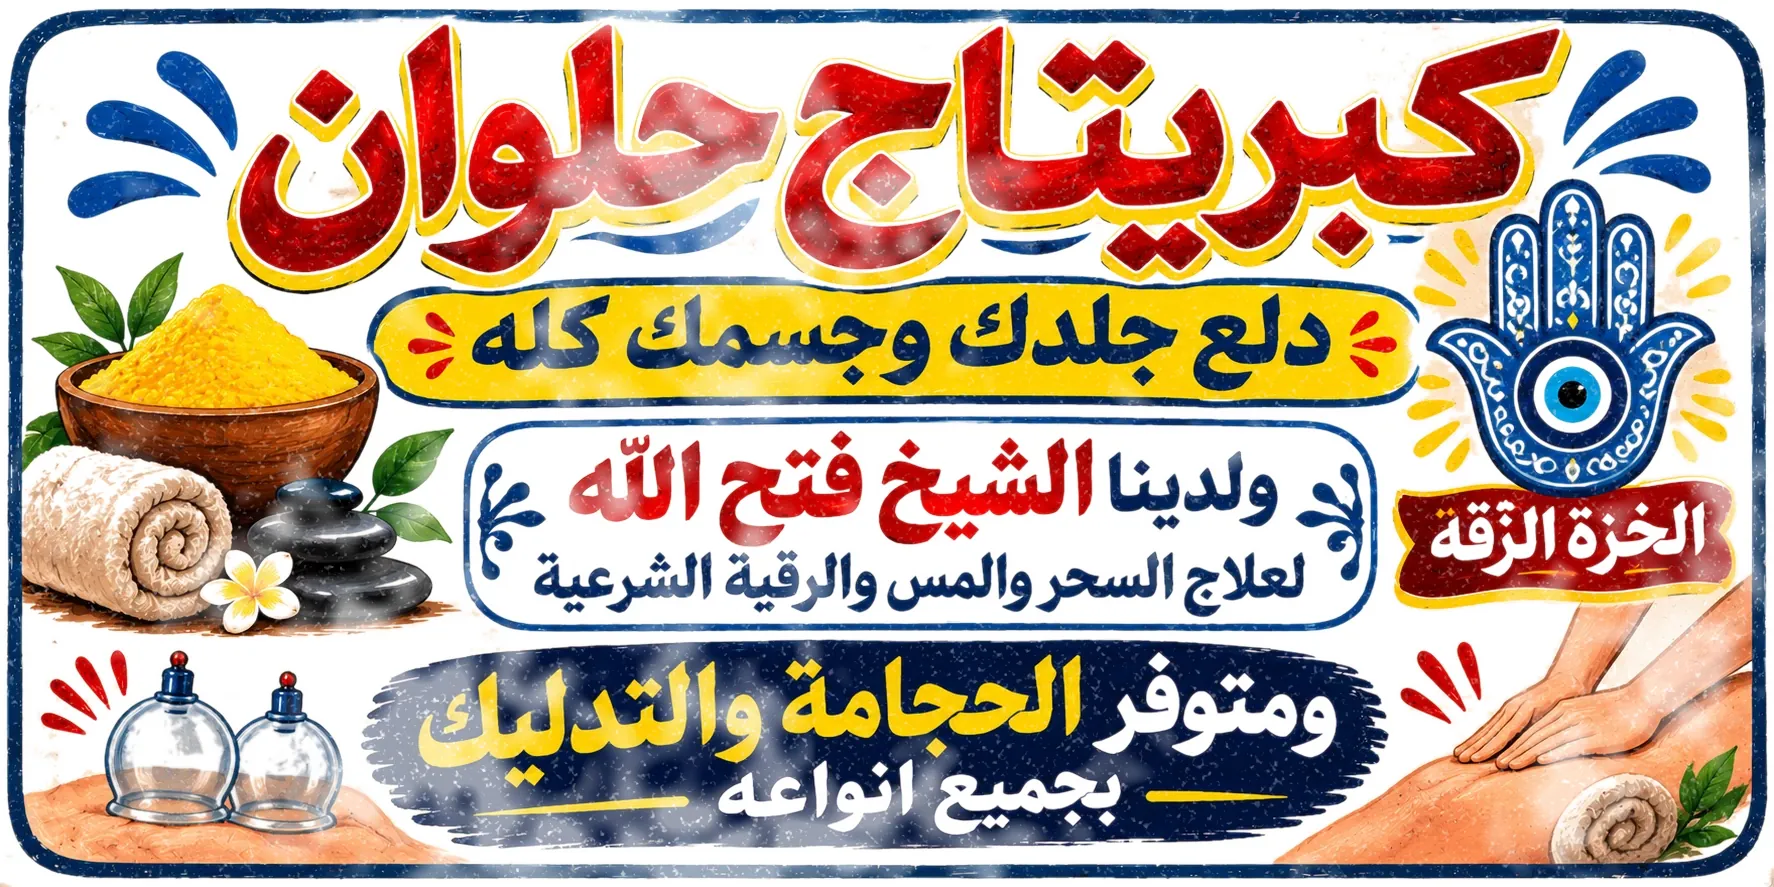 كبريتاج حلوان
دلع جلدك وجسمك كله
ولدينا الشيخ فتح الله
لعلاج السحر والمس والرقية الشرعية
الخزة الزقة
ومتوفر الحجامة والتدليك
بجميع انواعه